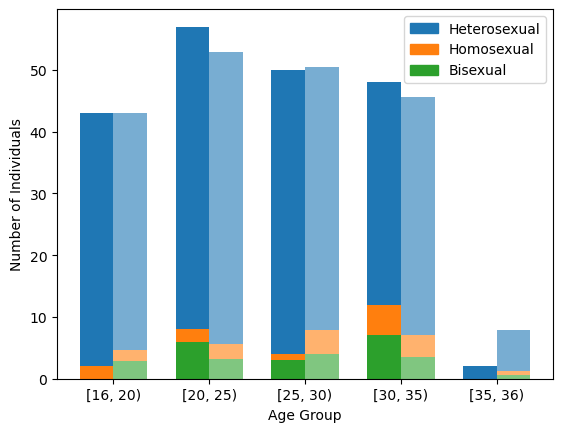 Heterosexual
Homosexual
Bisexual
Number of Individuals
50
40
30
20
10
0
[16, 20)
[20, 25)
[25, 30)
[30, 35)
[35, 36)
Age Group